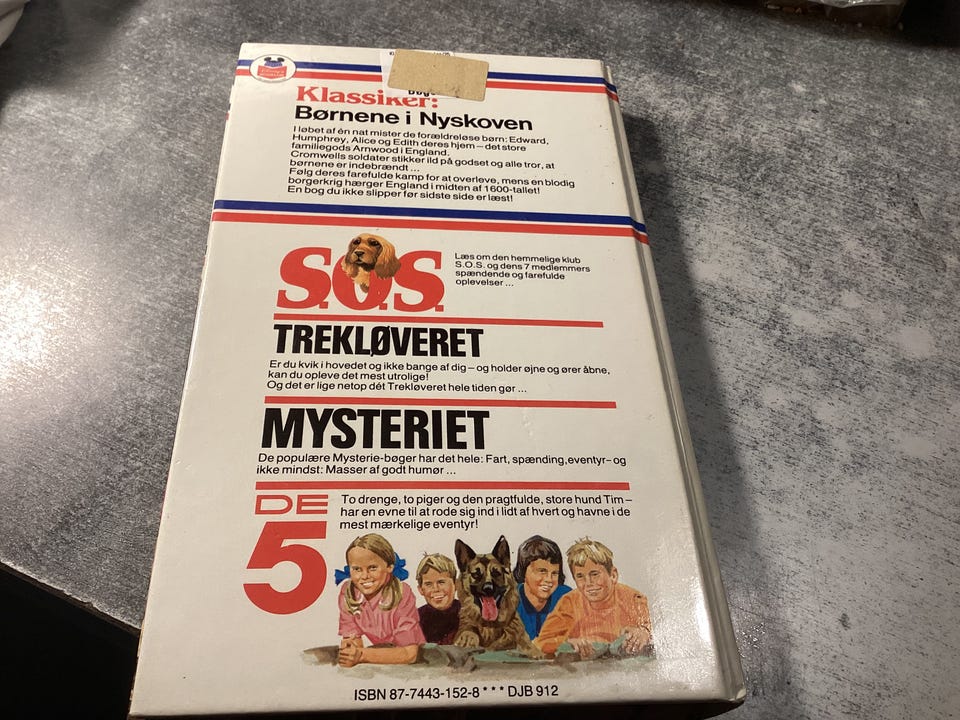 Klassiker:
Børnene i Nyskoven
I løbet af én nat mister de forældreløse børn: Edward,
Humphrey, Alice og Edith deres hjem – det store
familiegods Arnwood i England.
Cromwells soldater stikker ild på godset og alle tror, at
børnene er indebrændt ...
Følg deres farefulde kamp for at overleve, mens en blodig
borgerkrig hærger England i midten af 1600-tallet!
En bog du ikke slipper før sidste side er læst!
S.O.S.
Læs om den hemmelige klub
S.O.S. og dens 7 medlemmers
spændende og farefulde
oplevelser ...
TREKLØVERET
Er du kvik i hovedet og ikke bange af dig – og holder øjne og ører åbne,
kan du opleve det mest utrolige!
Og det er lige netop dét Trekløveret hele tiden gør ...
MYSTERIET
De populære Mysterie-bøger har det hele: Fart, spænding,eventyr- og
ikke mindst: Masser af godt humør ...
DE
5
To drenge, to piger og den pragtfulde, store hund Tim –
har en evne til at rode sig ind i lidt af hvert og havne i de
mest mærkelige eventyr!
ISBN 87-7443-152-8 * * * DJB 912